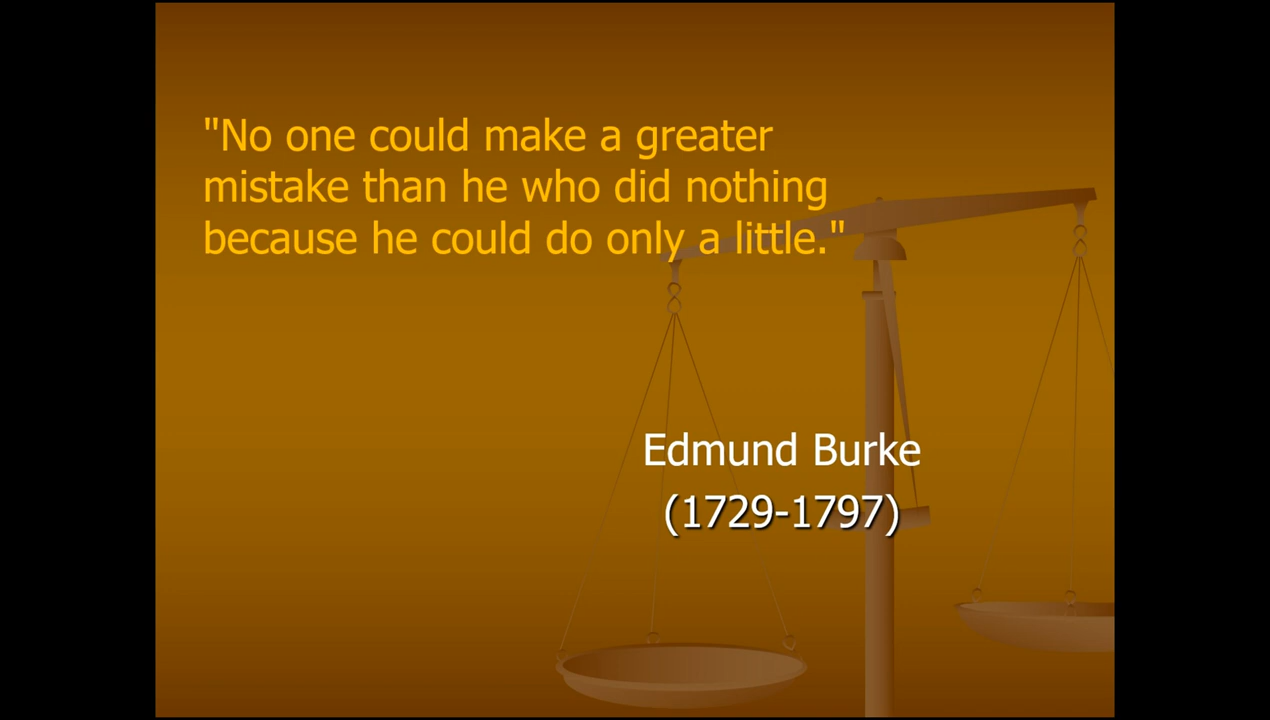 "No one could make a greater
mistake than he who did nothing
because he could do only a little."
Edmund Burke
(1729-1797)